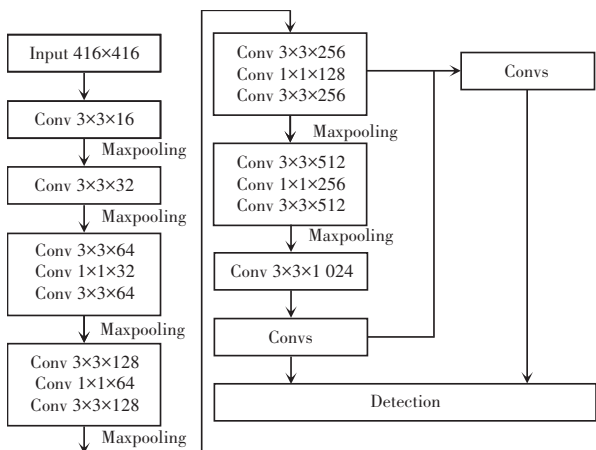 Input 416×416
Conv 3×3×16
Maxpooling
Conv 3×3×32
Maxpooling
Conv 3×3×64
Conv 1×1×32
Conv 3×3×64
Maxpooling
Conv 3×3×128
Conv 1×1×64
Conv 3×3×128
Maxpooling
Conv 3×3×256
Conv 1×1×128
Conv 3×3×256
Maxpooling
Conv 3×3×512
Conv 1×1×256
Conv 3×3×512
Maxpooling
Conv 3×3×1 024
Convs
Convs
Detection